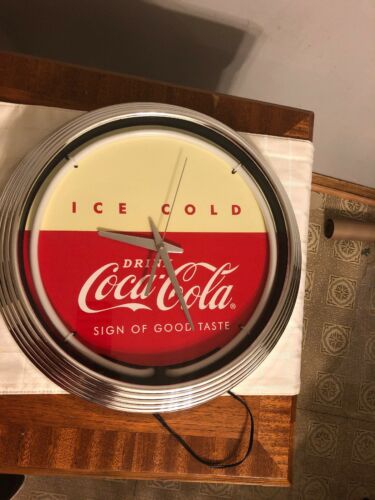 ICE COLD
DRINK
Coca-Cola®
SIGN OF GOOD TASTE